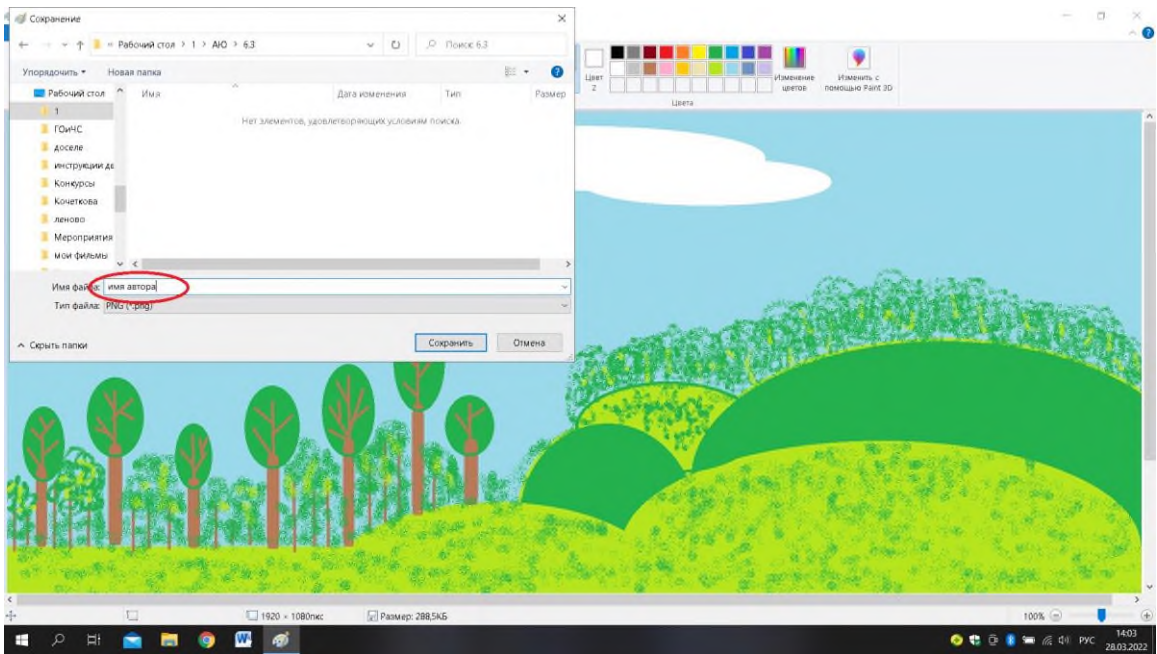 Сохранение
« Рабочий стол > 1 > АЮ > 6.3
Поиск: 6.3
Упорядочить
Новая папка
Рабочий стол
Имя
Дата изменения
Тип
Размер
1
ГОиЧС
Нет элементов, удовлетворяющих условиям поиска.
доселе
инструкции де
Конкурсы
Кочеткова
леново
Мероприятия
мои фильмы
Имя файла: имя автора
Тип файла: PNG (*.png)
Скрыть папки
Сохранить
Отмена
Цвет 2
Изменение цветов
Изменить с помощью Paint 3D
Цвета
1920 × 1080пкс
Размер: 288,5КБ
100%
РУС
14:03
28.03.2022